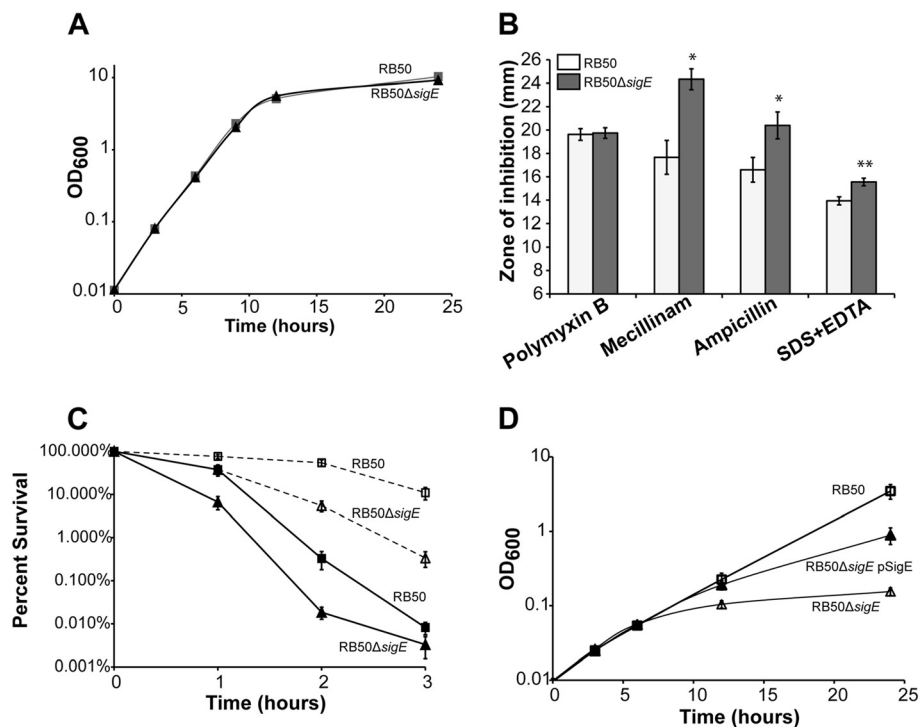 A
OD600
10
1
0.1
0.01
0
5
10
15
20
25
Time (hours)
RB50
RB50ΔsigE
B
Zone of inhibition (mm)
26
24
22
20
18
16
14
12
10
8
6
RB50
RB50ΔsigE
*
*
**
Polymyxin B
Mecillinam
Ampicillin
SDS+EDTA
C
Percent Survival
100.000%
10.000%
1.000%
0.100%
0.010%
0.001%
0
1
2
3
Time (hours)
RB50
RB50ΔsigE
RB50
RB50ΔsigE
D
OD600
10
1
0.1
0.01
0
5
10
15
20
25
Time (hours)
RB50
RB50ΔsigE pSigE
RB50ΔsigE